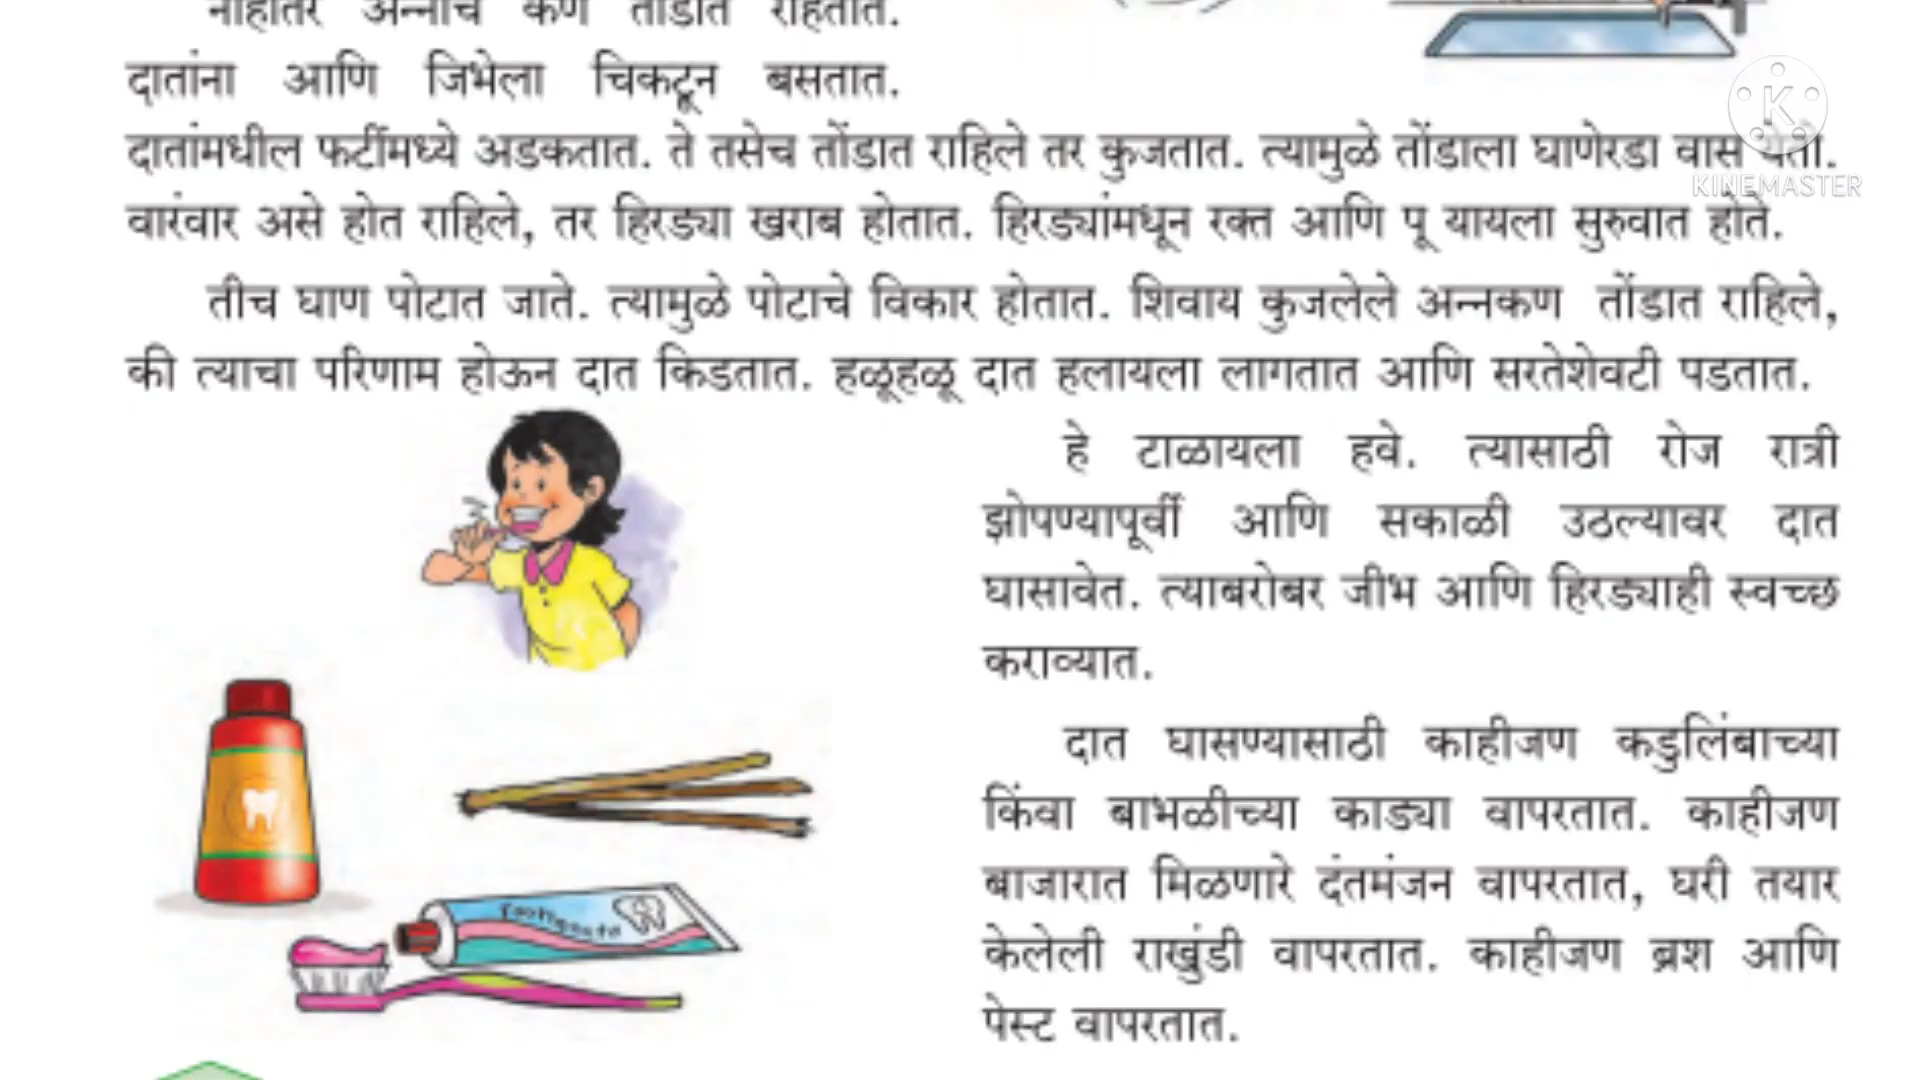 नाहीतर अन्नाचे कण तोंडात राहतात.
दातांना आणि जिभेला चिकटून बसतात.
दातांमधील फटींमध्ये अडकतात. ते तसेच तोंडात राहिले तर कुजतात. त्यामुळे तोंडाला घाणेरडा वास येतो.
KINEMASTER
वारंवार असे होत राहिले, तर हिरड्या खराब होतात. हिरड्यांमधून रक्त आणि पू यायला सुरुवात होते.
तीच घाण पोटात जाते. त्यामुळे पोटाचे विकार होतात. शिवाय कुजलेले अन्नकण तोंडात राहिले,
की त्याचा परिणाम होऊन दात किडतात. हळूहळू दात हलायला लागतात आणि सरतेशेवटी पडतात.
हे टाळायला हवे. त्यासाठी रोज रात्री
झोपण्यापूर्वी आणि सकाळी उठल्यावर दात
घासावेत. त्याबरोबर जीभ आणि हिरड्याही स्वच्छ
कराव्यात.
दात घासण्यासाठी काहीजण कडुलिंबाच्या
किंवा बाभळीच्या काड्या वापरतात. काहीजण
बाजारात मिळणारे दंतमंजन वापरतात, घरी तयार
केलेली राखुंडी वापरतात. काहीजण ब्रश आणि
पेस्ट वापरतात.
Toothpaste